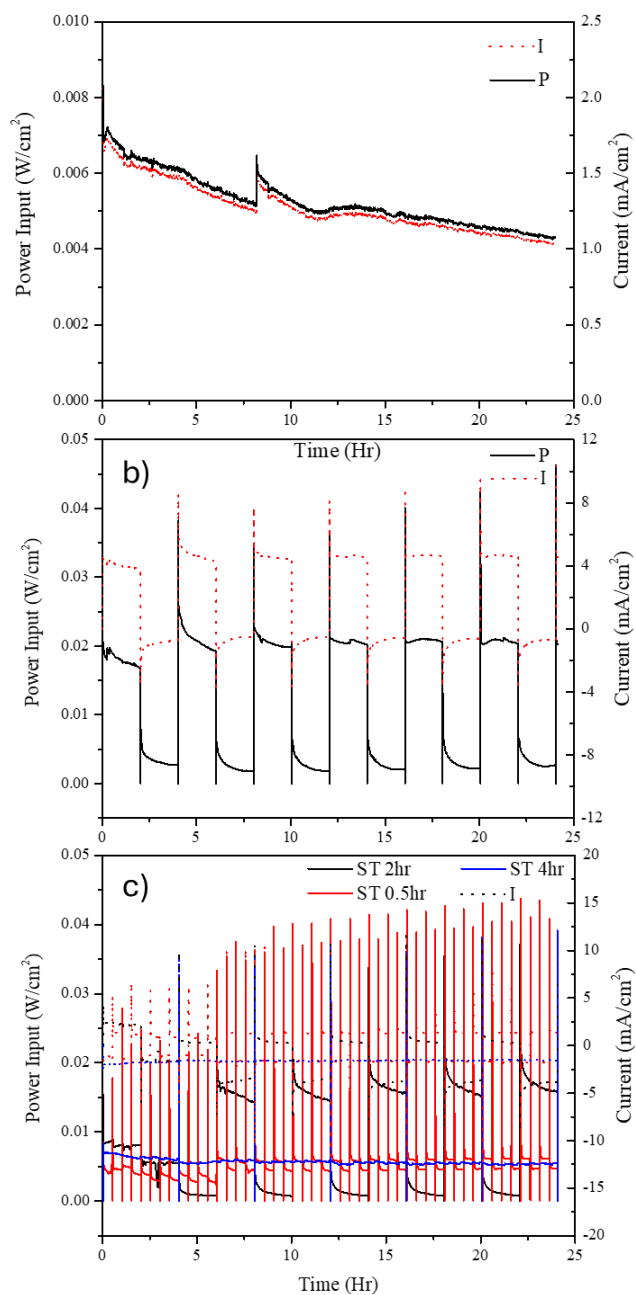 0.010
0.008
0.006
0.004
0.002
0.000
Power Input (W/cm²)
2.5
2.0
1.5
1.0
0.5
0.0
Current (mA/cm²)
I
P
0 5 10 15 20 25
Time (Hr)
b)
0.05
0.04
0.03
0.02
0.01
0.00
Power Input (W/cm²)
12
8
4
0
-4
-8
-12
Current (mA/cm²)
P
I
0 5 10 15 20 25
c)
0.05
0.04
0.03
0.02
0.01
0.00
Power Input (W/cm²)
20
15
10
5
0
-5
-10
-15
-20
Current (mA/cm²)
ST 2hr ST 4hr
ST 0.5hr I
0 5 10 15 20 25
Time (Hr)